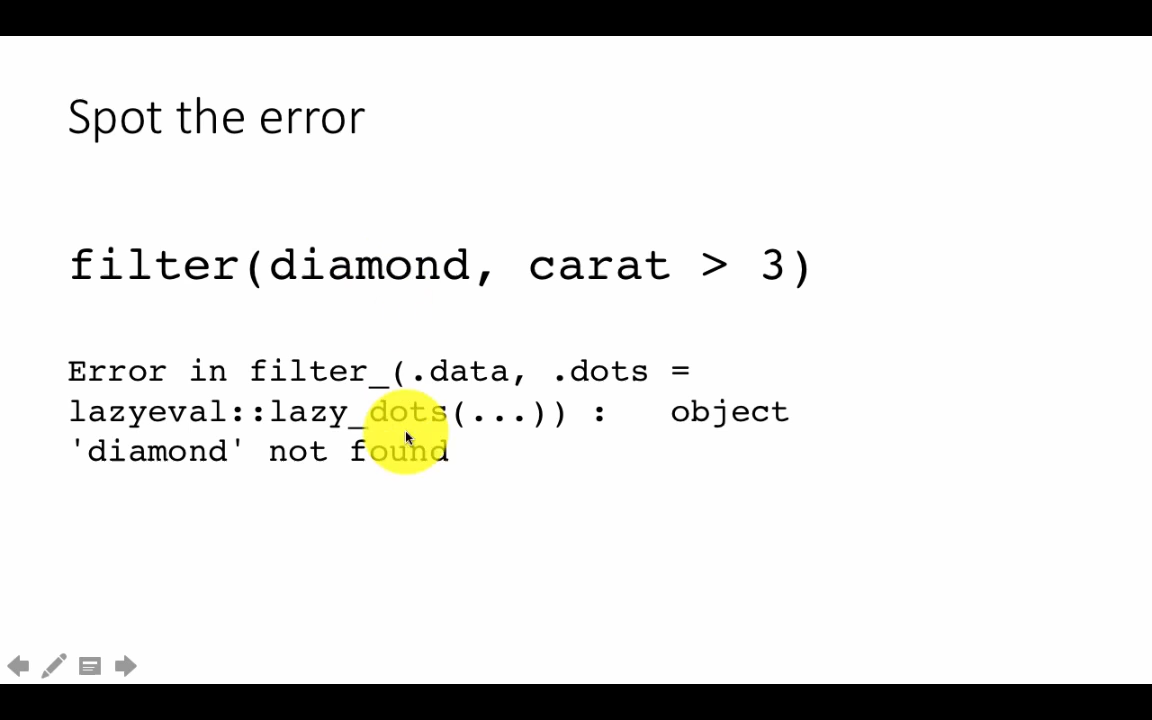 Spot the error
filter(diamond, carat > 3)
Error in filter_(.data, .dots =
lazyeval::lazy_dots(...)) :   object
'diamond' not found